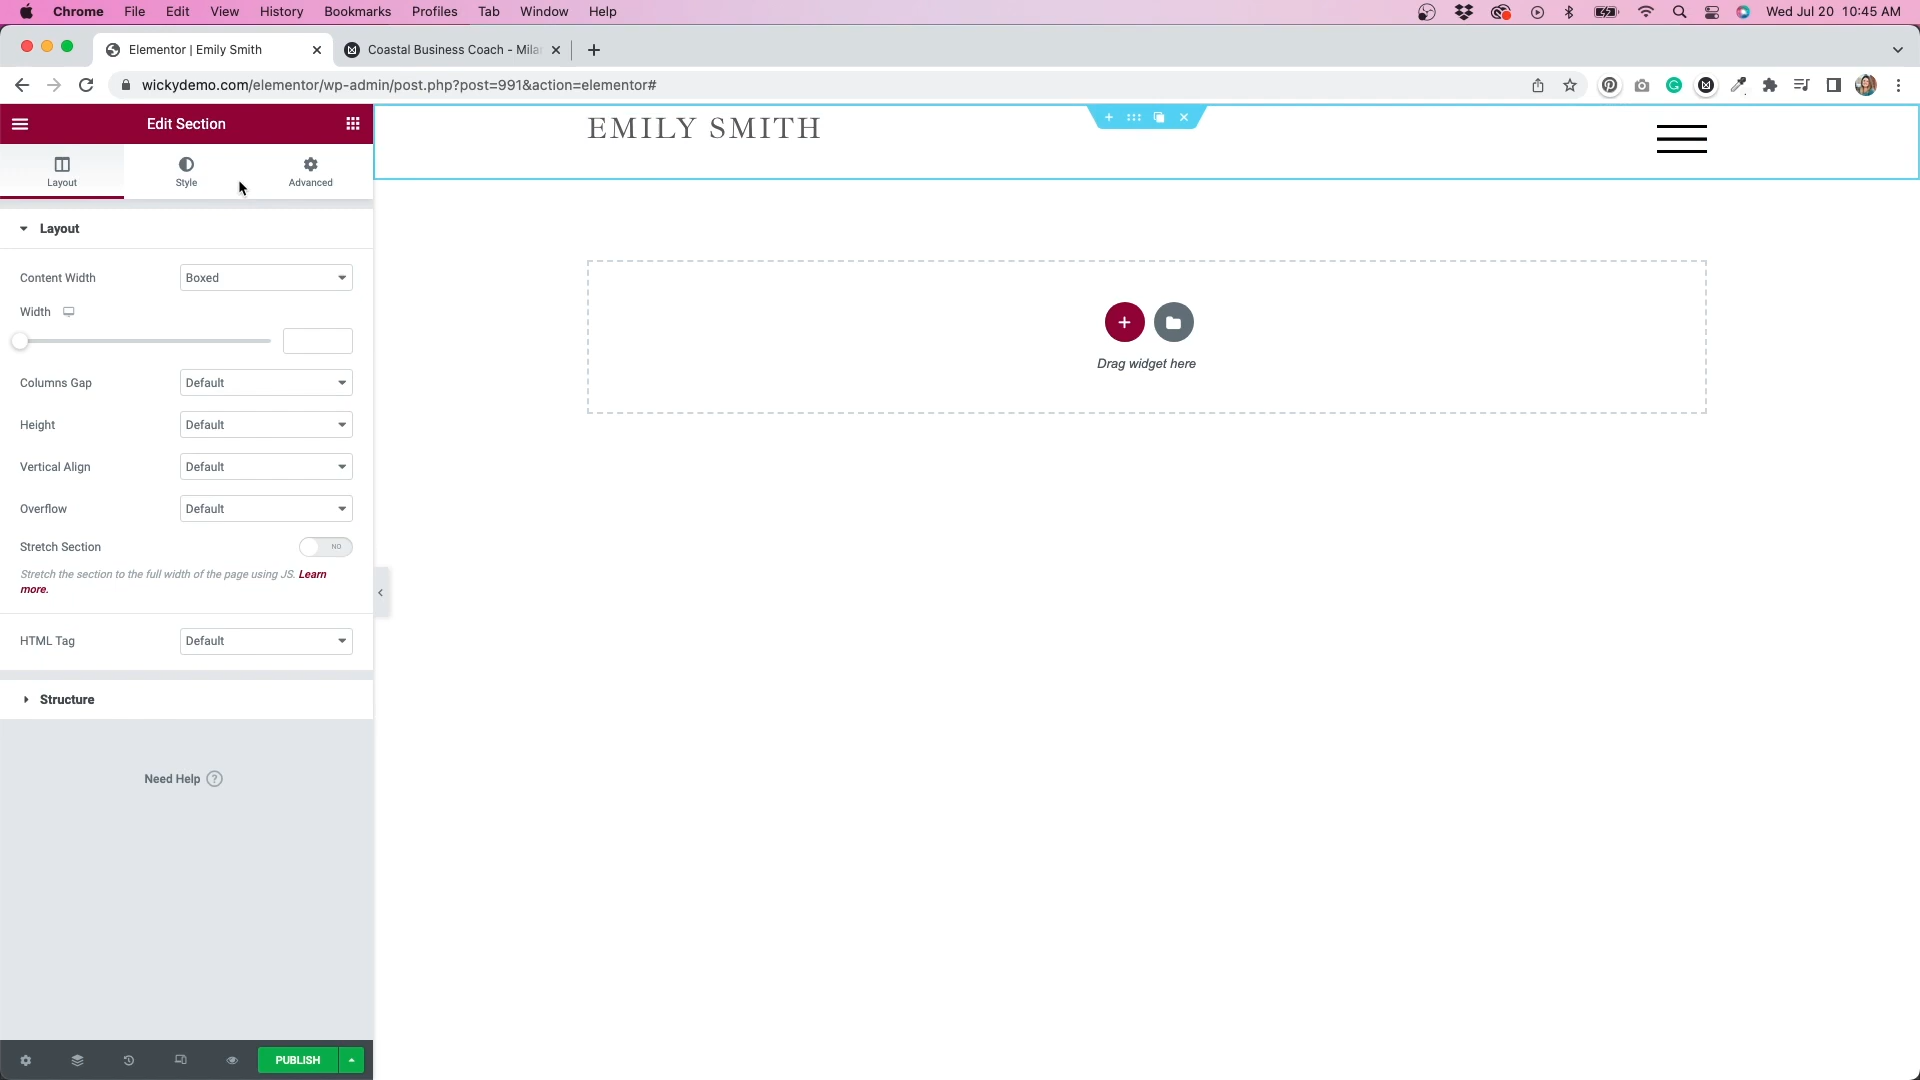 Chrome File Edit View History Bookmarks Profiles Tab Window Help Wed Jul 20 10:45 AM
Elementor | Emily Smith Coastal Business Coach - Mila
wickydemo.com/elementor/wp-admin/post.php?post=991&action=elementor#
Edit Section
EMILY SMITH
Layout Style Advanced
Layout
Content Width Boxed
Width
Columns Gap Default
Drag widget here
Height Default
Vertical Align Default
Overflow Default
Stretch Section NO
Stretch the section to the full width of the page using JS. Learn
more.
HTML Tag Default
Structure
Need Help ?
PUBLISH